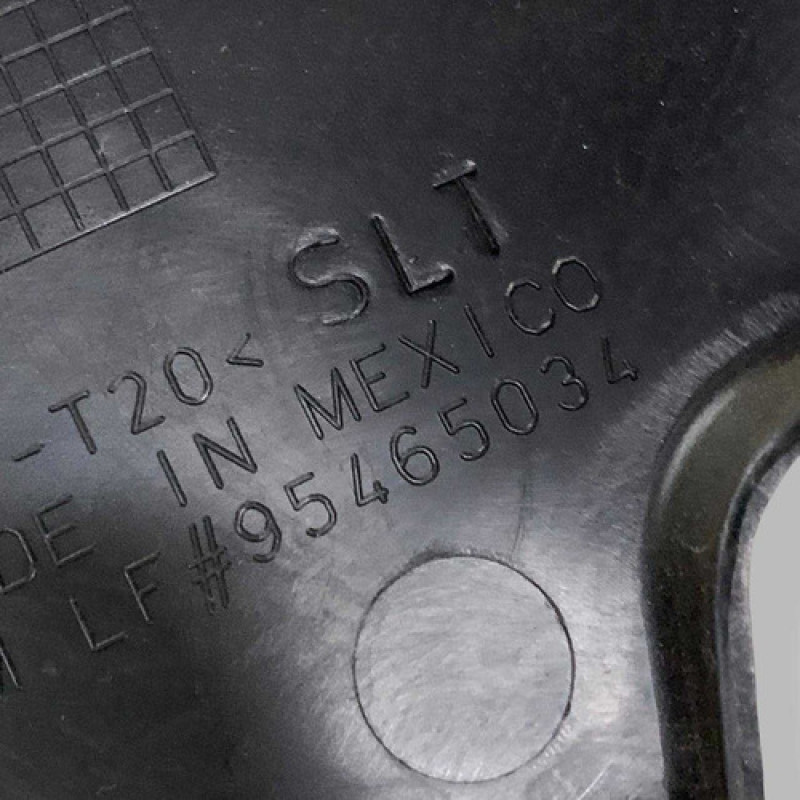 SLT
-T20<
DE IN MEXICO
LF#95465034